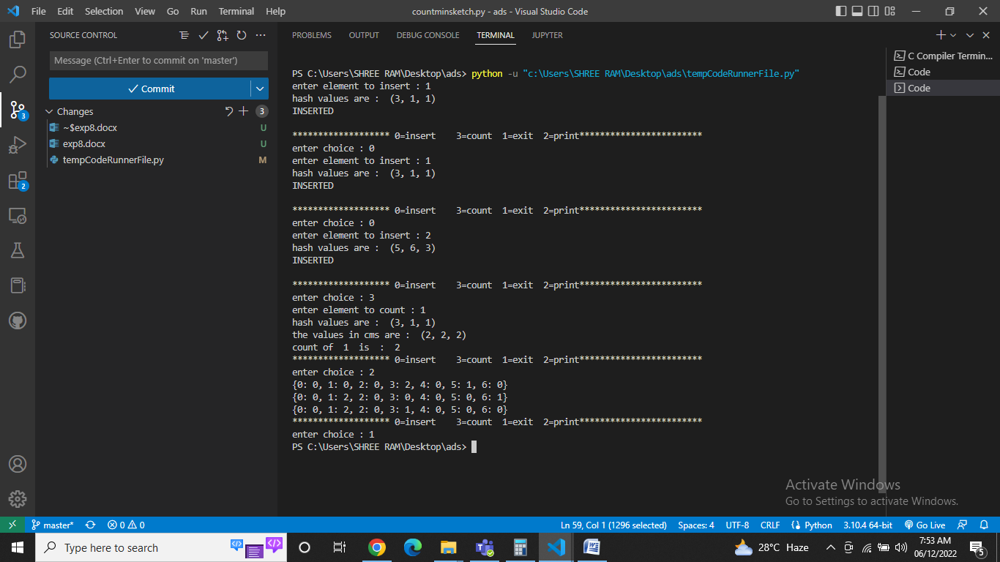 File Edit Selection View Go Run Terminal Help
countminsketch.py - ads - Visual Studio Code
SOURCE CONTROL
Message (Ctrl+Enter to commit on 'master')
Commit
Changes
3
~$exp8.docx U
exp8.docx U
tempCodeRunnerFile.py M
3
2
PROBLEMS OUTPUT DEBUG CONSOLE TERMINAL JUPYTER
PS C:\Users\SHREE RAM\Desktop\ads> python -u "c:\Users\SHREE RAM\Desktop\ads\tempCodeRunnerFile.py"
enter element to insert : 1
hash values are :  (3, 1, 1)
INSERTED
******************* 0=insert    3=count  1=exit  2=print************************
enter choice : 0
enter element to insert : 1
hash values are :  (3, 1, 1)
INSERTED
******************* 0=insert    3=count  1=exit  2=print************************
enter choice : 0
enter element to insert : 2
hash values are :  (5, 6, 3)
INSERTED
******************* 0=insert    3=count  1=exit  2=print************************
enter choice : 3
enter element to count : 1
hash values are :  (3, 1, 1)
the values in cms are :  (2, 2, 2)
count of  1  is  :  2
******************* 0=insert    3=count  1=exit  2=print************************
enter choice : 2
{0: 0, 1: 0, 2: 0, 3: 2, 4: 0, 5: 1, 6: 0}
{0: 0, 1: 2, 2: 0, 3: 0, 4: 0, 5: 0, 6: 1}
{0: 0, 1: 2, 2: 0, 3: 1, 4: 0, 5: 0, 6: 0}
******************* 0=insert    3=count  1=exit  2=print************************
enter choice : 1
PS C:\Users\SHREE RAM\Desktop\ads>
C Compiler Termin...
Code
Code
Activate Windows
Go to Settings to activate Windows.
master* 0 0
Ln 59, Col 1 (1296 selected) Spaces: 4 UTF-8 CRLF Python 3.10.4 64-bit Go Live
Type here to search
28°C Haze
7:53 AM
06/12/2022
5